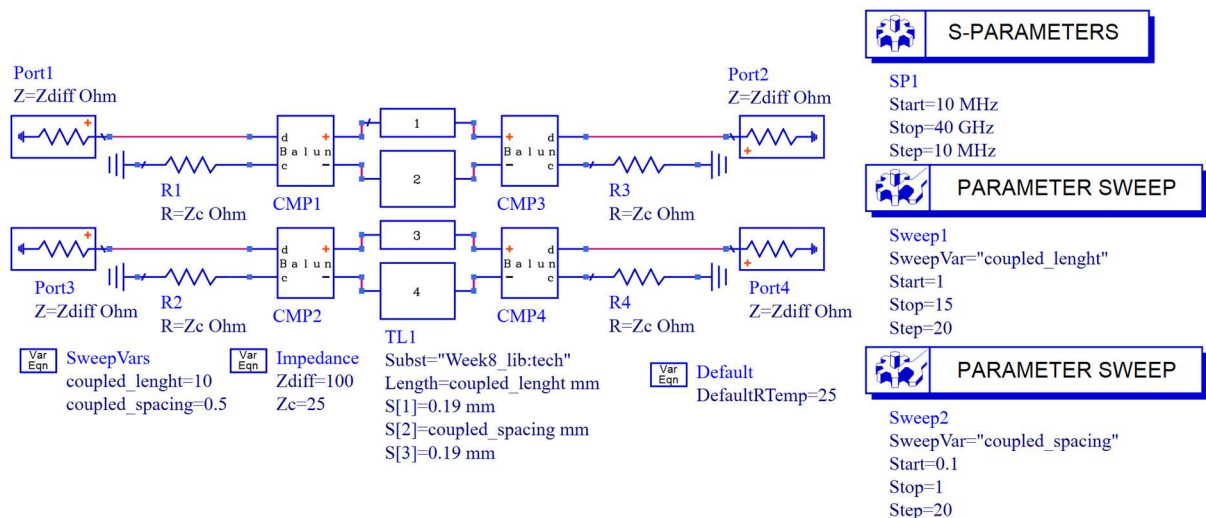 Port1
Z=Zdiff Ohm
R1
R=Zc Ohm
d
Balun
c
+
−
CMP1
1
2
+
−
d
Balun
c
CMP3
R3
R=Zc Ohm
Port2
Z=Zdiff Ohm
+
+
Port3
Z=Zdiff Ohm
+
R2
R=Zc Ohm
d
Balun
c
+
−
CMP2
3
4
+
−
d
Balun
c
CMP4
R4
R=Zc Ohm
Port4
Z=Zdiff Ohm
+
Var
Eqn
SweepVars
coupled_lenght=10
coupled_spacing=0.5
Var
Eqn
Impedance
Zdiff=100
Zc=25
TL1
Subst="Week8_lib:tech"
Length=coupled_lenght mm
S[1]=0.19 mm
S[2]=coupled_spacing mm
S[3]=0.19 mm
Var
Eqn
Default
DefaultRTemp=25
S-PARAMETERS
SP1
Start=10 MHz
Stop=40 GHz
Step=10 MHz
PARAMETER SWEEP
Sweep1
SweepVar="coupled_lenght"
Start=1
Stop=15
Step=20
PARAMETER SWEEP
Sweep2
SweepVar="coupled_spacing"
Start=0.1
Stop=1
Step=20